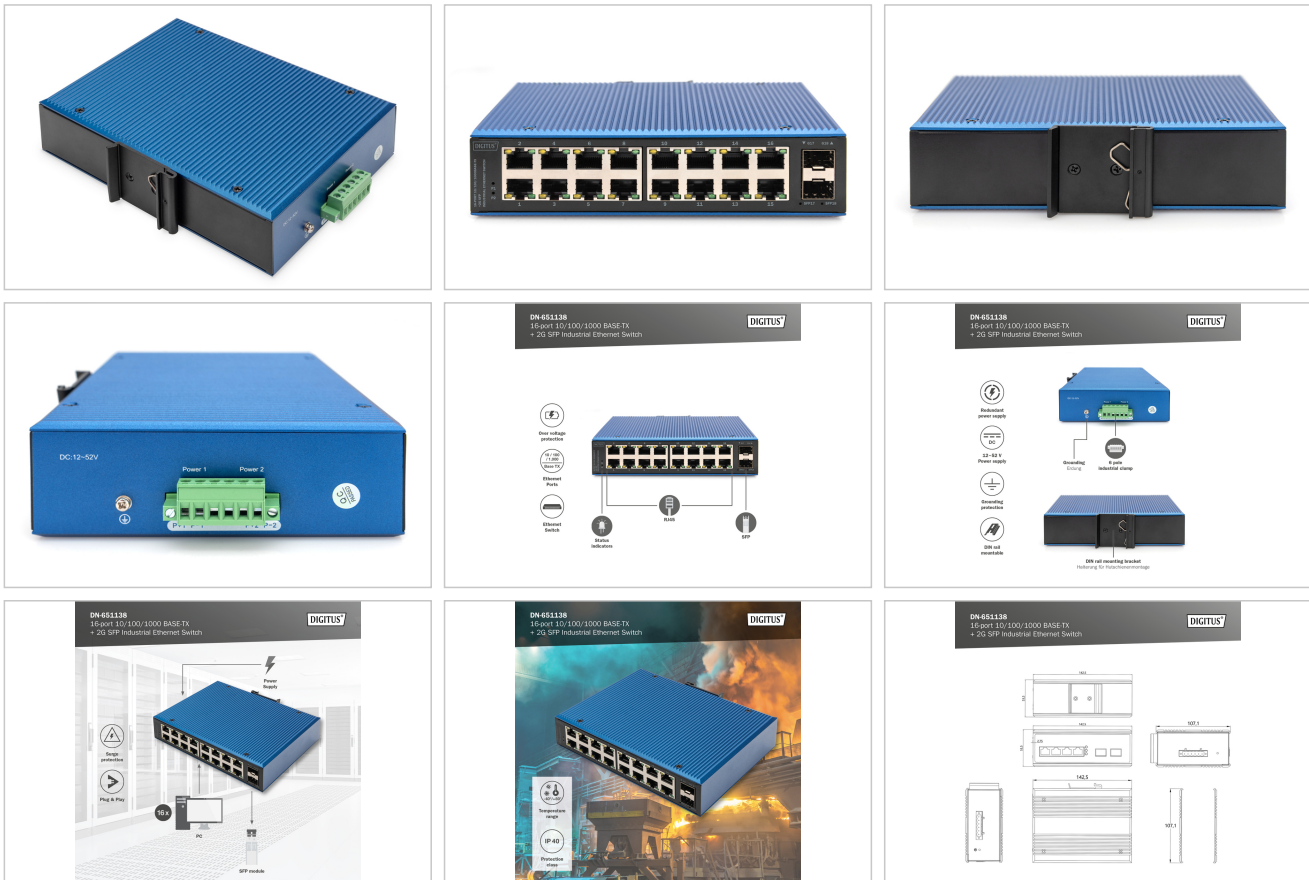 DIGITUS
2 4 6 8 10 12 14 16
1 3 5 7 9 11 13 15
DC:12~52V
Power 1 Power 2
QC
PASSED
DN-651138
16-port 10/100/1000 BASE-TX
+ 2G SFP Industrial Ethernet Switch
DIGITUS
Over voltage
protection
10 / 100
/ 1.000
Base TX
Ethernet
Ports
Ethernet
Switch
Status
indicators
RJ45
SFP
DN-651138
16-port 10/100/1000 BASE-TX
+ 2G SFP Industrial Ethernet Switch
DIGITUS
Redundant
power supply
DC
12–52 V
Power supply
Grounding
protection
DIN rail
mountable
Grounding
Erdung
6 pole
industrial clamp
DIN rail mounting bracket
Halterung für Hutschienenmontage
DN-651138
16-port 10/100/1000 BASE-TX
+ 2G SFP Industrial Ethernet Switch
DIGITUS
Power
Supply
Surge
protection
Plug & Play
16 x
PC
SFP module
DN-651138
16-port 10/100/1000 BASE-TX
+ 2G SFP Industrial Ethernet Switch
DIGITUS
Temperature
range
IP 40
Protection
class
DN-651138
16-port 10/100/1000 BASE-TX
+ 2G SFP Industrial Ethernet Switch
DIGITUS
107,1
142,5
107,1